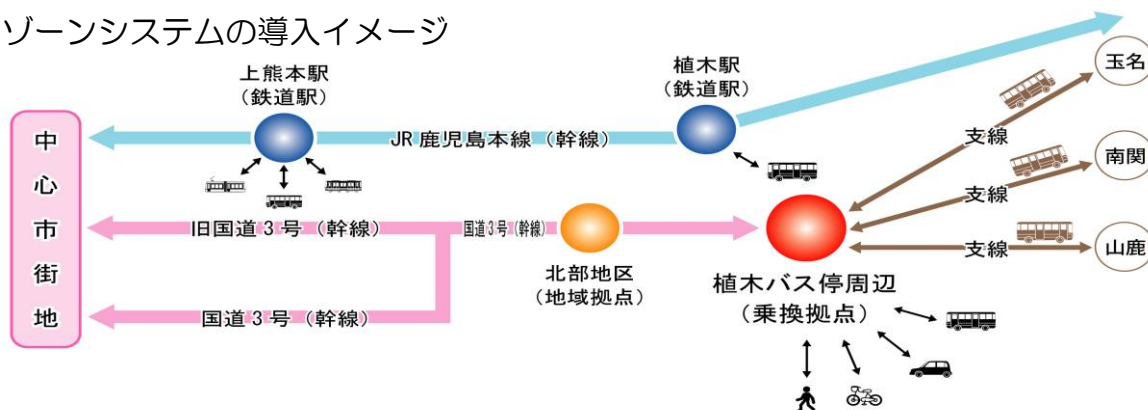 ゾーンシステムの導入イメージ
上熊本駅
(鉄道駅)
植木駅
(鉄道駅)
玉名
中心市街地
JR鹿児島本線(幹線)
支線
南関
支線
旧国道3号(幹線)
国道3号(幹線)
支線
山鹿
北部地区
(地域拠点)
植木バス停周辺
(乗換拠点)
国道3号(幹線)